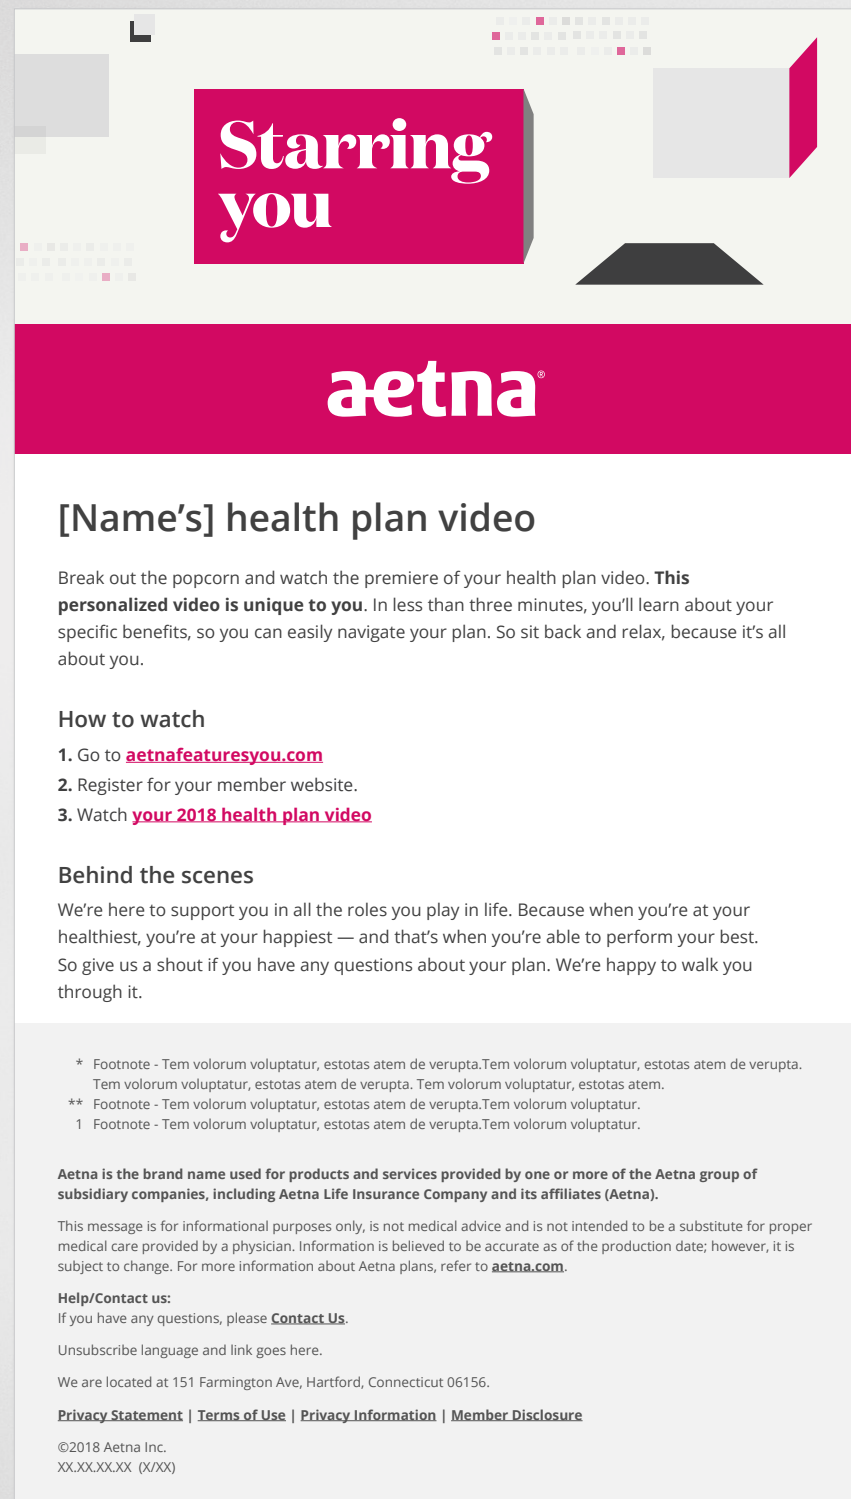 Starring
you
aetna®
[Name’s] health plan video
Break out the popcorn and watch the premiere of your health plan video. This
personalized video is unique to you. In less than three minutes, you’ll learn about your
specific benefits, so you can easily navigate your plan. So sit back and relax, because it’s all
about you.
How to watch
1. Go to aetnafeaturesyou.com
2. Register for your member website.
3. Watch your 2018 health plan video
Behind the scenes
We’re here to support you in all the roles you play in life. Because when you’re at your
healthiest, you’re at your happiest — and that’s when you’re able to perform your best.
So give us a shout if you have any questions about your plan. We’re happy to walk you
through it.
* Footnote - Tem volorum voluptatur, estotas atem de verupta.Tem volorum voluptatur, estotas atem de verupta.
Tem volorum voluptatur, estotas atem de verupta. Tem volorum voluptatur, estotas atem.
** Footnote - Tem volorum voluptatur, estotas atem de verupta.Tem volorum voluptatur.
1 Footnote - Tem volorum voluptatur, estotas atem de verupta.Tem volorum voluptatur.
Aetna is the brand name used for products and services provided by one or more of the Aetna group of
subsidiary companies, including Aetna Life Insurance Company and its affiliates (Aetna).
This message is for informational purposes only, is not medical advice and is not intended to be a substitute for proper
medical care provided by a physician. Information is believed to be accurate as of the production date; however, it is
subject to change. For more information about Aetna plans, refer to aetna.com.
Help/Contact us:
If you have any questions, please Contact Us.
Unsubscribe language and link goes here.
We are located at 151 Farmington Ave, Hartford, Connecticut 06156.
Privacy Statement | Terms of Use | Privacy Information | Member Disclosure
©2018 Aetna Inc.
XX.XX.XX.XX (X/XX)